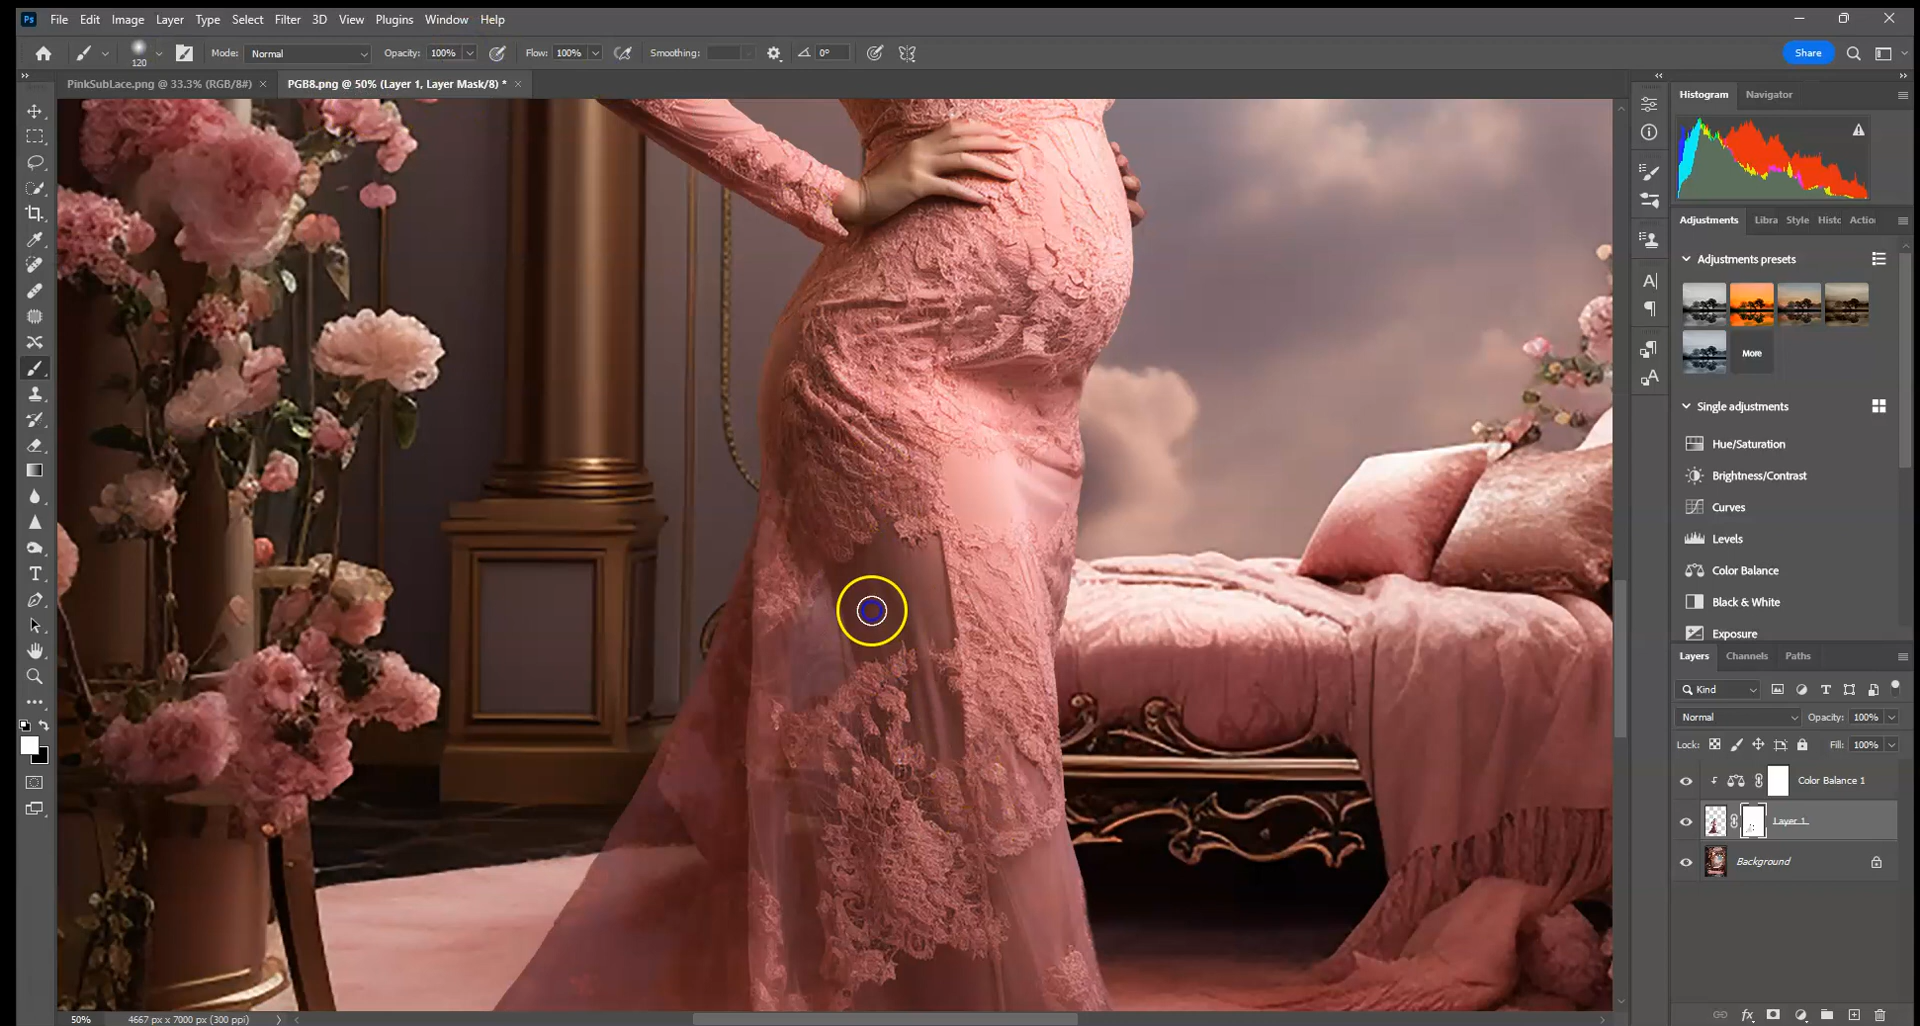 Ps File Edit Image Layer Type Select Filter 3D View Plugins Window Help
120 Mode: Normal Opacity: 100% Flow: 100% Smoothing: 0° Share
PinkSubLace.png @ 33.3% (RGB/8#) × PGB8.png @ 50% (Layer 1, Layer Mask/8) * ×
Histogram Navigator
Adjustments Libra Style Histo Actio
Adjustments presets
More
Single adjustments
Hue/Saturation
Brightness/Contrast
Curves
Levels
Color Balance
Black & White
Exposure
Layers Channels Paths
Kind
Normal Opacity: 100%
Lock: Fill: 100%
Color Balance 1
Layer 1
Background
fx
50% 4667 px x 7000 px (300 ppi)